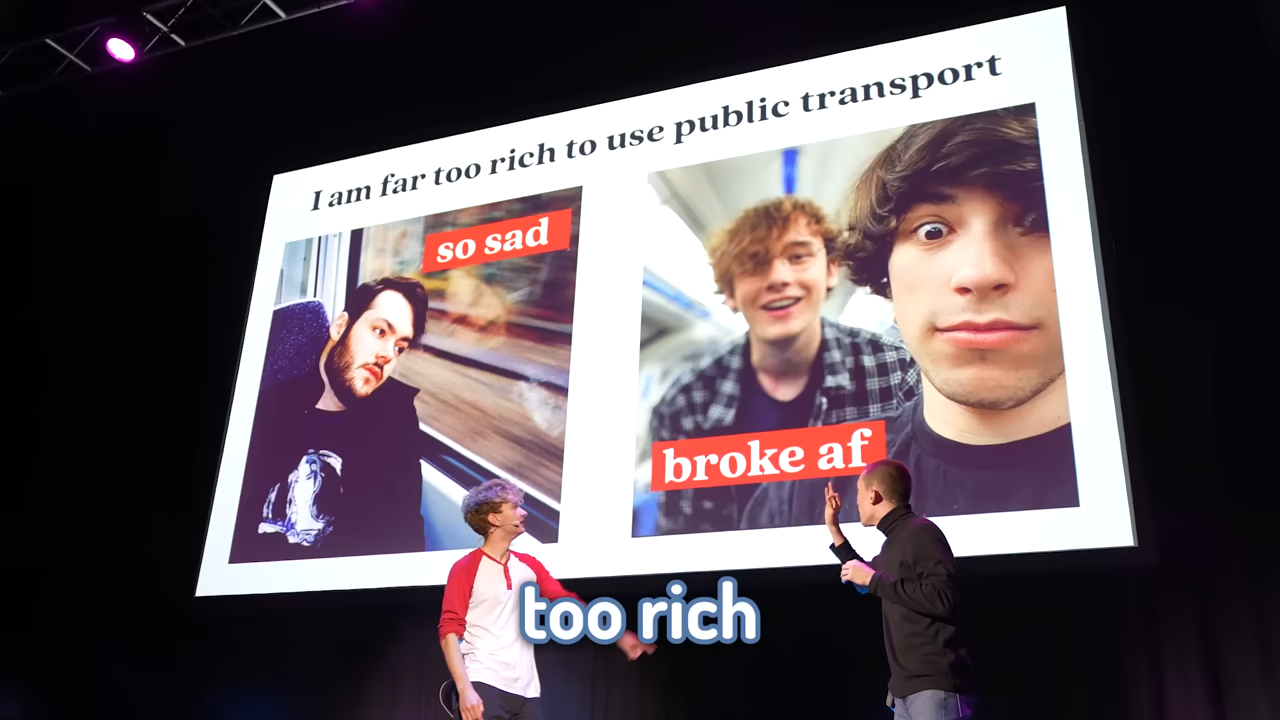 I am far too rich to use public transport
so sad
broke af
too rich